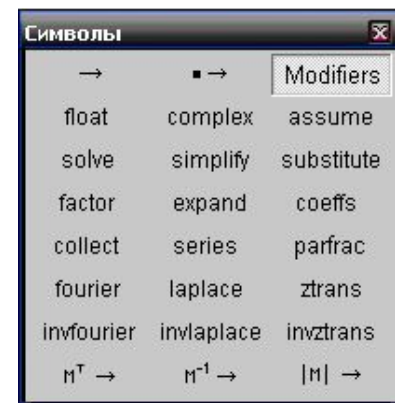 Символы
→ ▪ → Modifiers
float complex assume
solve simplify substitute
factor expand coeffs
collect series parfrac
fourier laplace ztrans
invfourier invlaplace invztrans
Mᵀ → M⁻¹ → |M| →